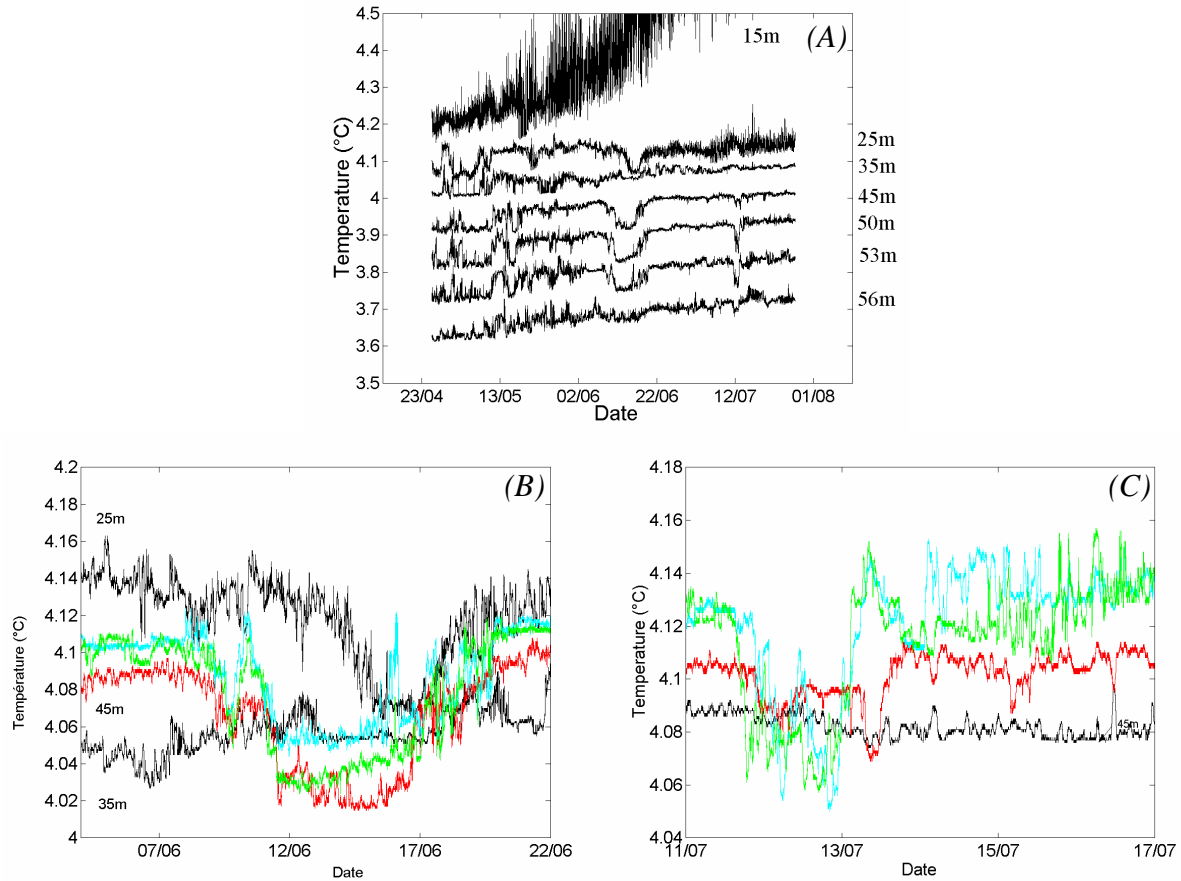 (A)
15m
4.5
4.4
4.3
4.2
4.1
4
3.9
3.8
3.7
3.6
3.5
Temperature (°C)
25m
35m
45m
50m
53m
56m
23/04 13/05 02/06 22/06 12/07 01/08
Date
(B)
25m
45m
35m
4.2
4.18
4.16
4.14
4.12
4.1
4.08
4.06
4.04
4.02
4
Température (°C)
07/06 12/06 17/06 22/06
Date
(C)
45m
4.18
4.16
4.14
4.12
4.1
4.08
4.06
4.04
Temperature (°C)
11/07 13/07 15/07 17/07
Date